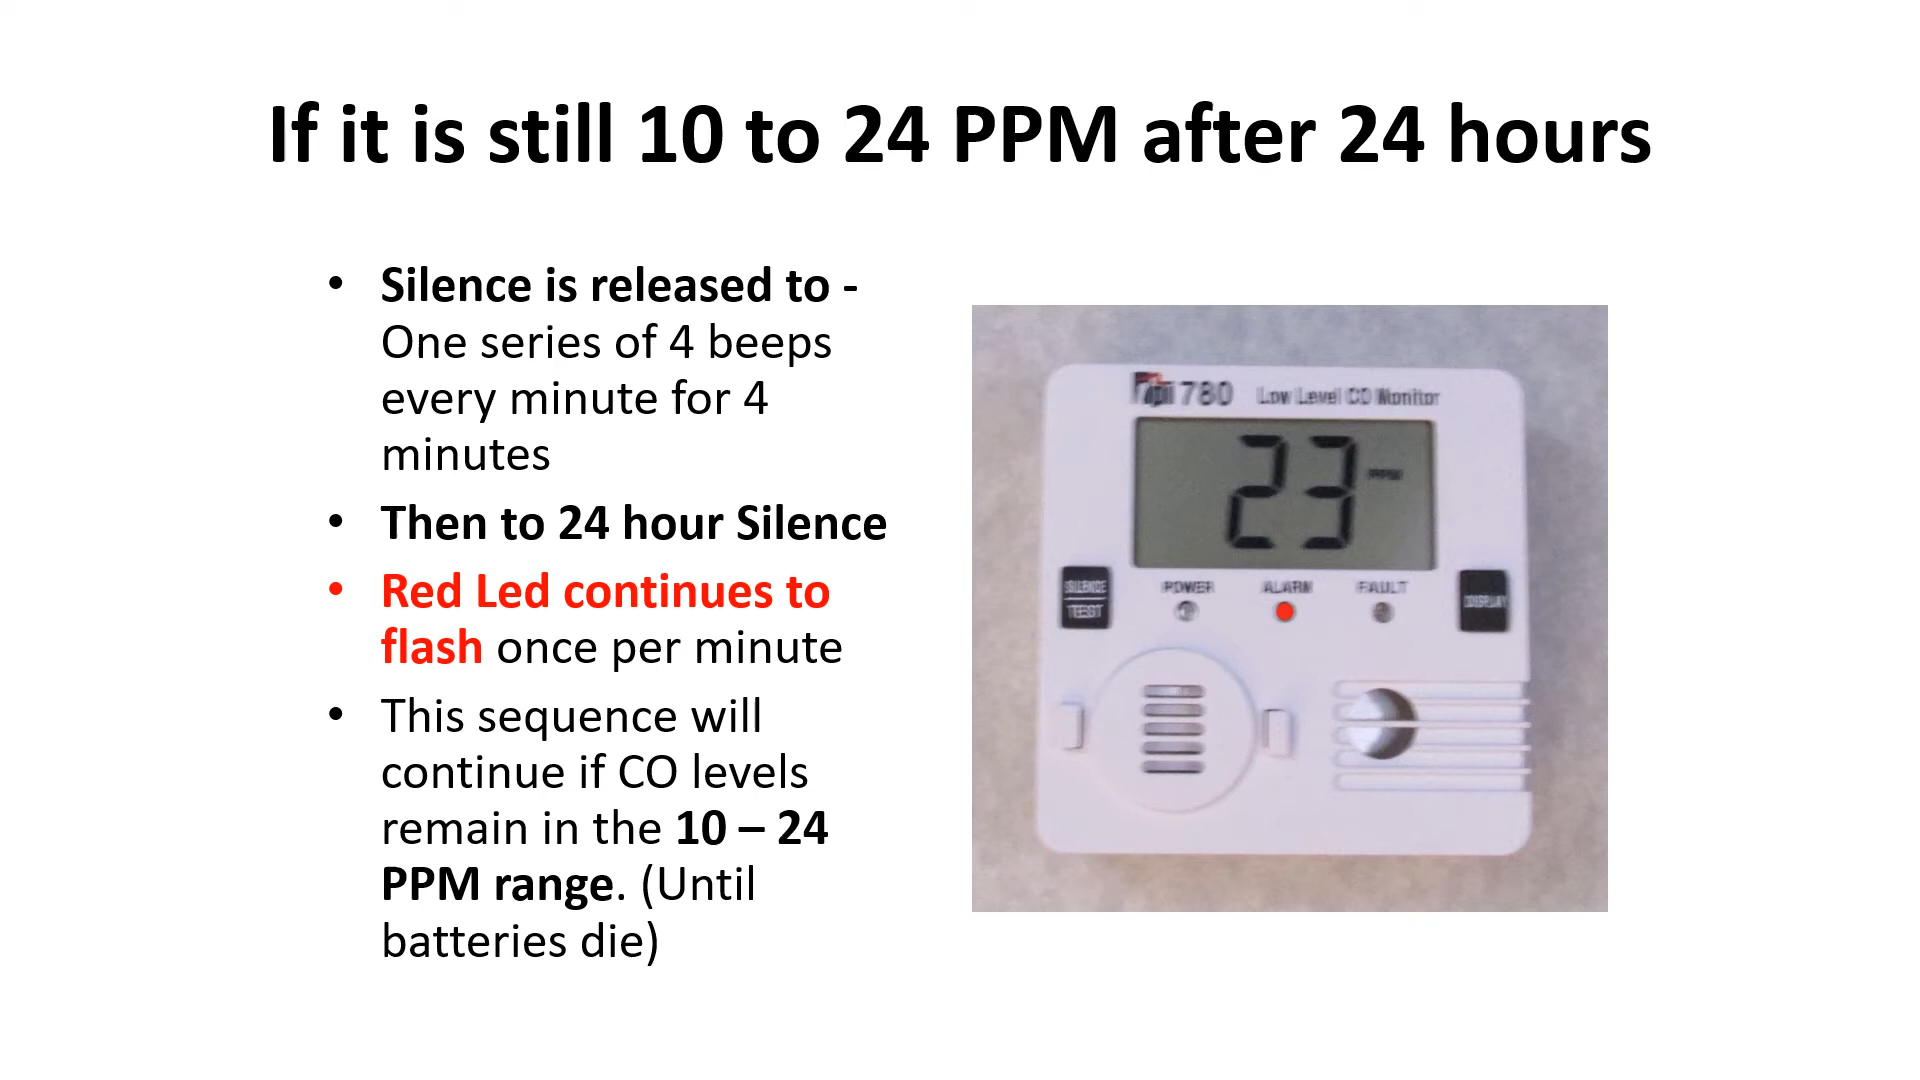 If it is still 10 to 24 PPM after 24 hours
• Silence is released to -
One series of 4 beeps
every minute for 4
minutes
• Then to 24 hour Silence
• Red Led continues to
flash once per minute
• This sequence will
continue if CO levels
remain in the 10 – 24
PPM range. (Until
batteries die)
tpi 780 Low Level CO Monitor
23 PPM
SILENCE
TEST
POWER ALARM FAULT
DISPLAY